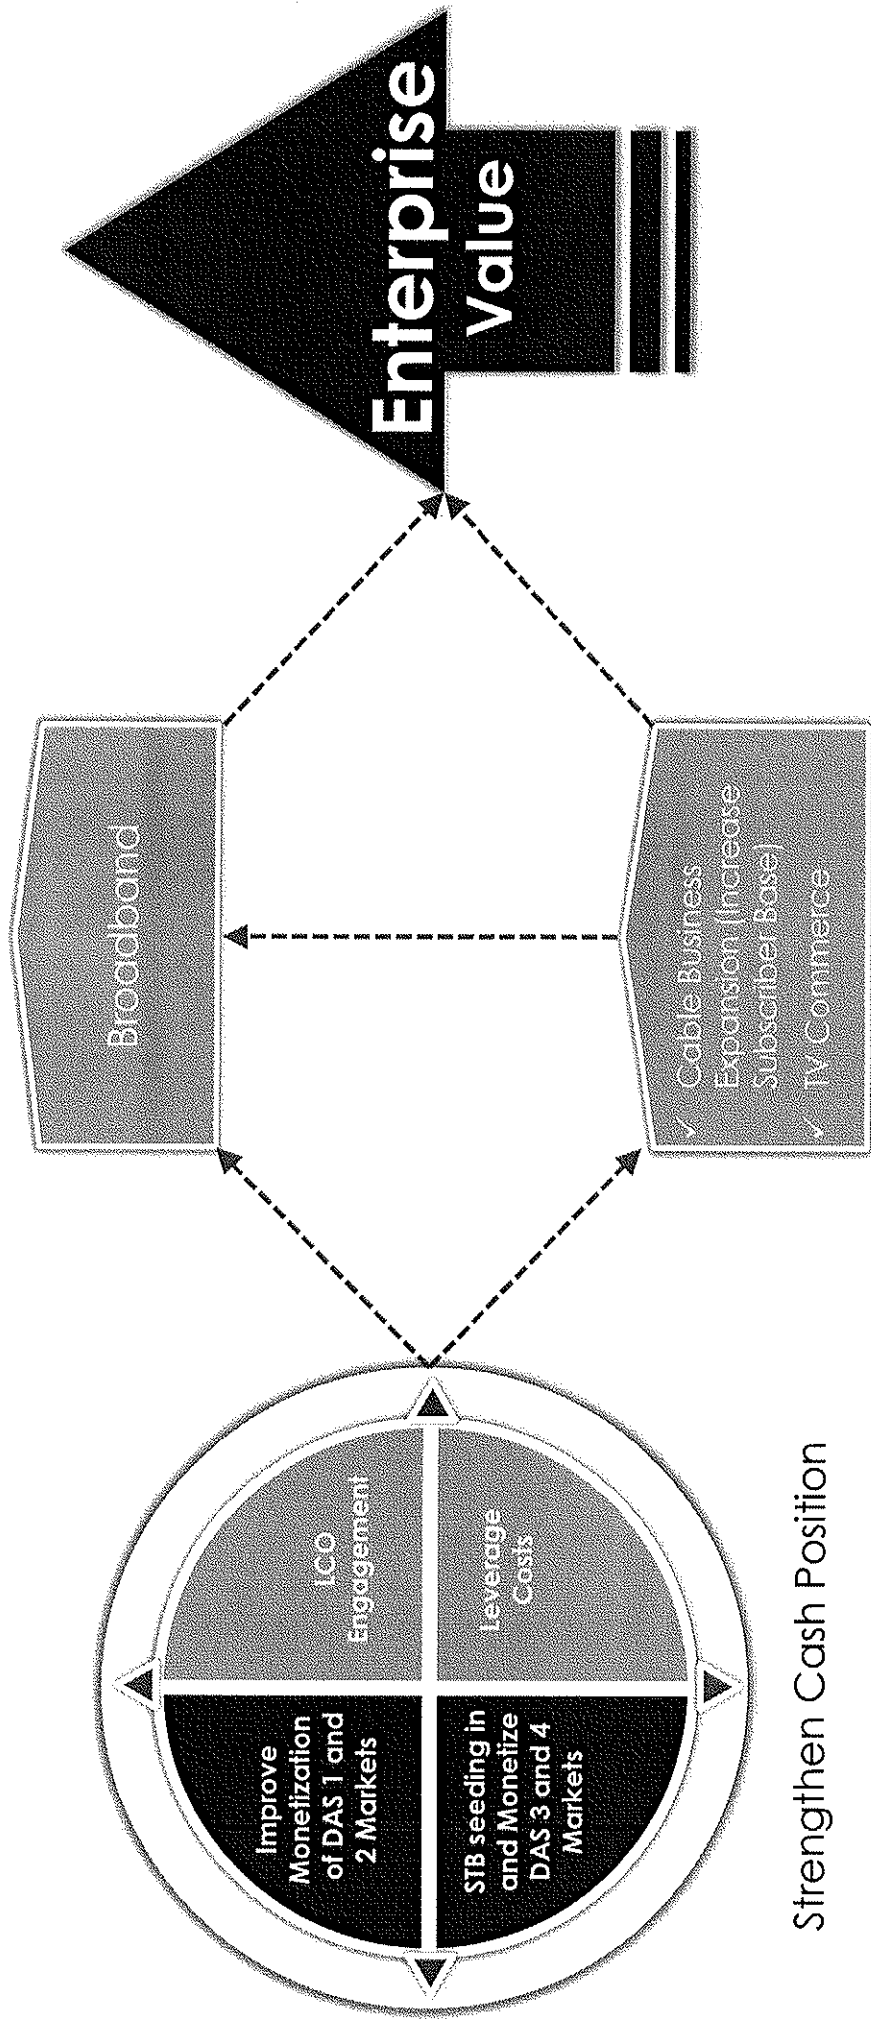 Improve
Monetization
of DAS 1 and
2 Markets
LCO
Engagement
STB seeding in
and Monetize
DAS 3 and 4
Markets
Leverage
Costs
Strengthen Cash Position
Broadband
✓ Cable Business
Expansion (Increase
Subscriber Base)
✓ TV Commerce
Enterprise
Value